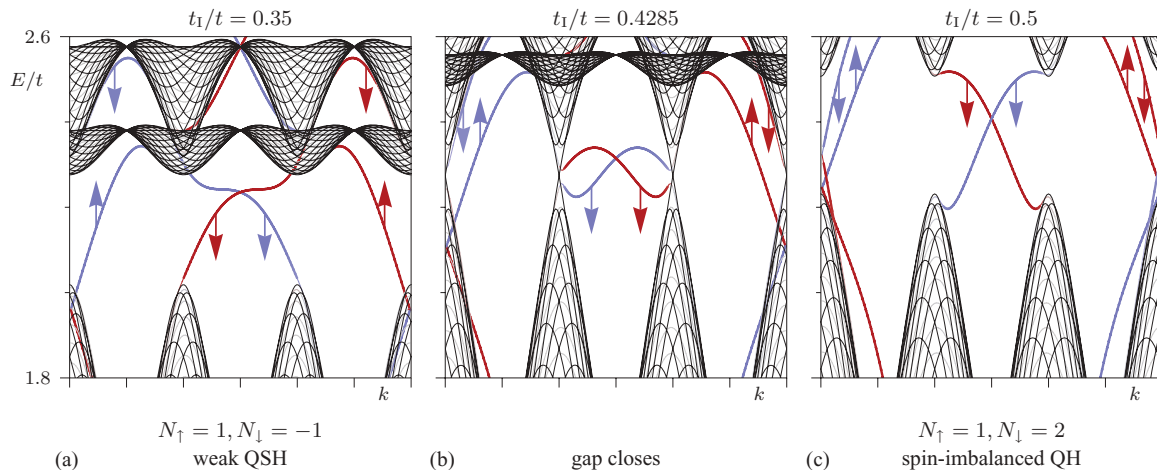 t_I/t = 0.35
t_I/t = 0.4285
t_I/t = 0.5
2.6
E/t
1.8
k
k
k
N↑ = 1, N↓ = −1
N↑ = 1, N↓ = 2
(a) weak QSH
(b) gap closes
(c) spin-imbalanced QH